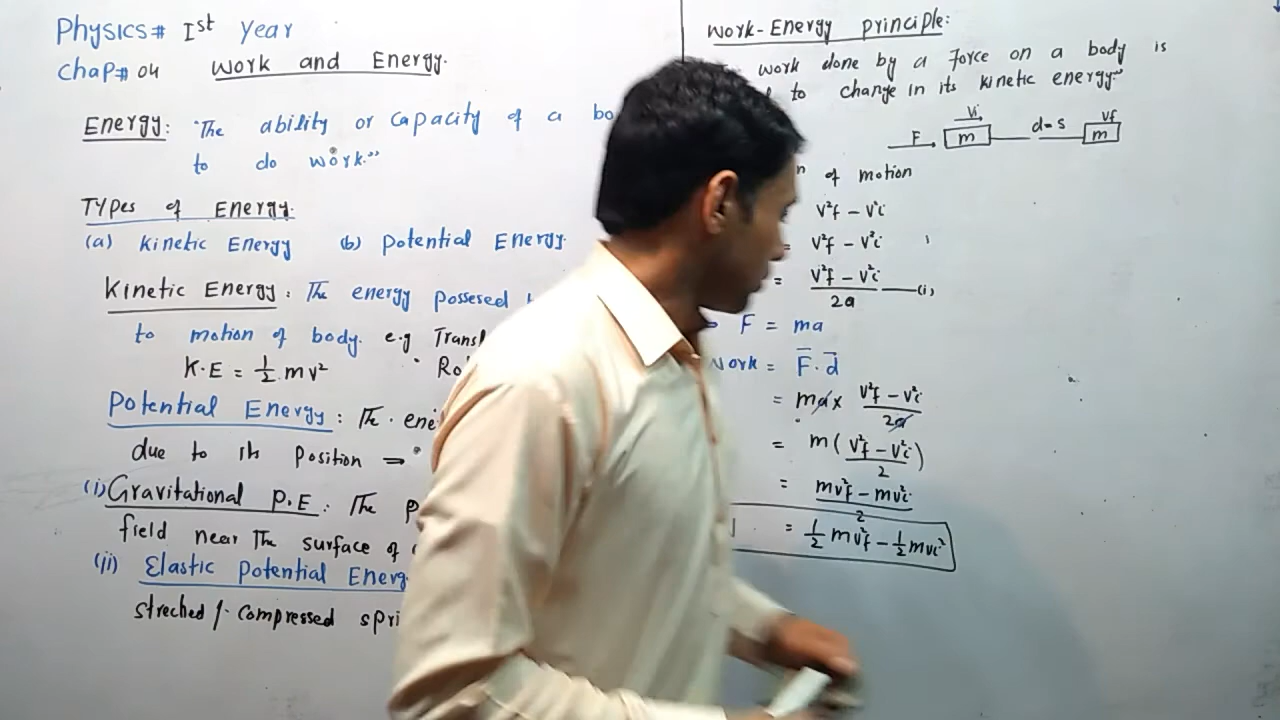 Physics# Ist year
Chap# 04 Work and Energy.
Energy: "The ability or capacity of a bo
to do work."
Types of Energy.
(a) Kinetic Energy (b) Potential Energy.
Kinetic Energy: The energy possesed
to motion of body. e.g Transl
K.E = ½ mv² Ro
Potential Energy: The ene
due to its position →
(i) Gravitational P.E: The P
field near The surface of
(ii) Elastic Potential Energ
streched / compressed spri
Work-Energy principle:
work done by a force on a body is
to change in its kinetic energy"
Vi d=s Vf
F m m
n of motion
V²f - V²i
= V²f - V²i
= V²f - V²i / 2a —(i)
F = ma
Work = F⃗.d⃗
= ma x V²f - V²i / 2a
= m (V²f - V²i / 2)
= mv²f - mv²i / 2
= ½ mv²f - ½ mvi²